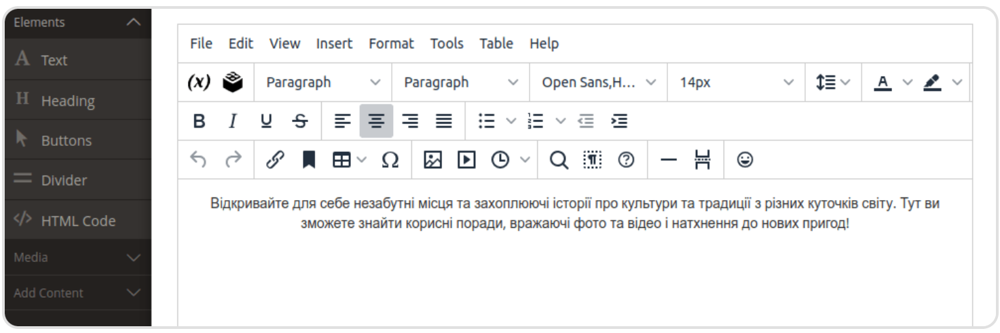 Elements
Text
Heading
Buttons
Divider
HTML Code
Media
Add Content
File Edit View Insert Format Tools Table Help
(x) Paragraph Paragraph Open Sans,H... 14px A
B I U S
Ω ¶ ?
Відкривайте для себе незабутні місця та захоплюючі історії про культури та традиції з різних куточків світу. Тут ви
зможете знайти корисні поради, вражаючі фото та відео і натхнення до нових пригод!